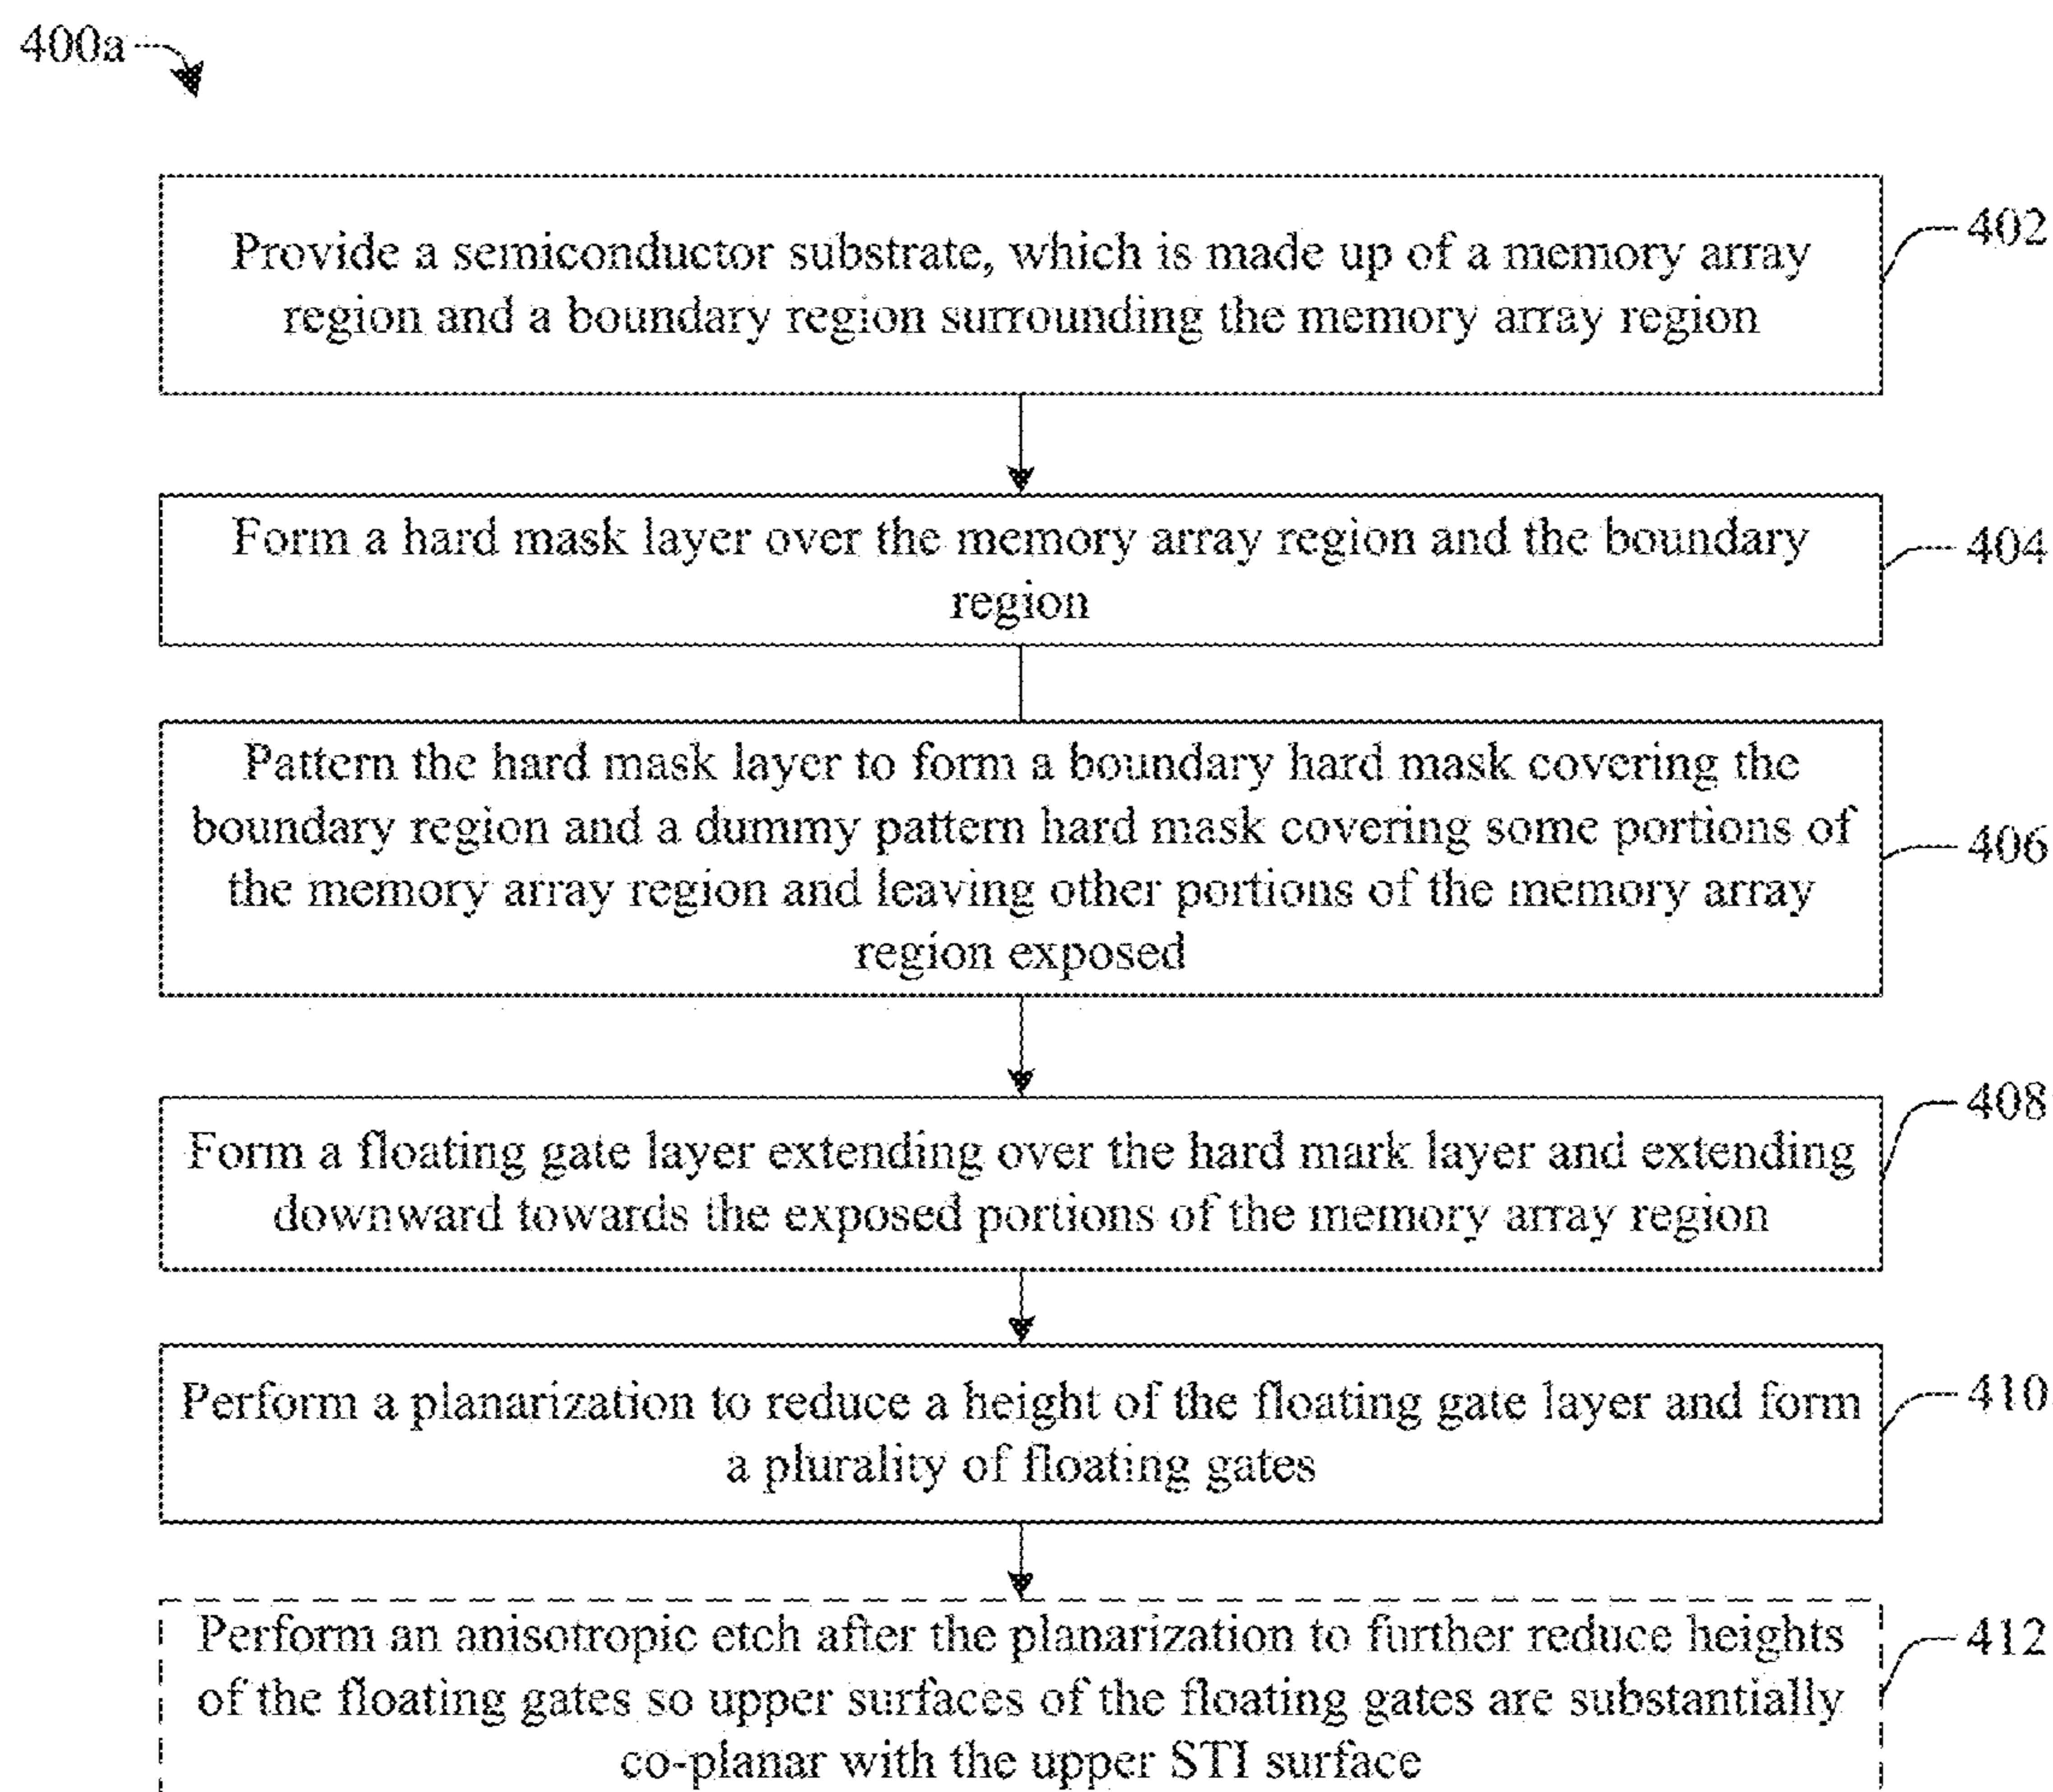 400a
Provide a semiconductor substrate, which is made up of a memory array
region and a boundary region surrounding the memory array region
402
Form a hard mask layer over the memory array region and the boundary
region
404
Pattern the hard mask layer to form a boundary hard mask covering the
boundary region and a dummy pattern hard mask covering some portions of
the memory array region and leaving other portions of the memory array
region exposed
406
Form a floating gate layer extending over the hard mark layer and extending
downward towards the exposed portions of the memory array region
408
Perform a planarization to reduce a height of the floating gate layer and form
a plurality of floating gates
410
Perform an anisotropic etch after the planarization to further reduce heights
of the floating gates so upper surfaces of the floating gates are substantially
co-planar with the upper STI surface
412